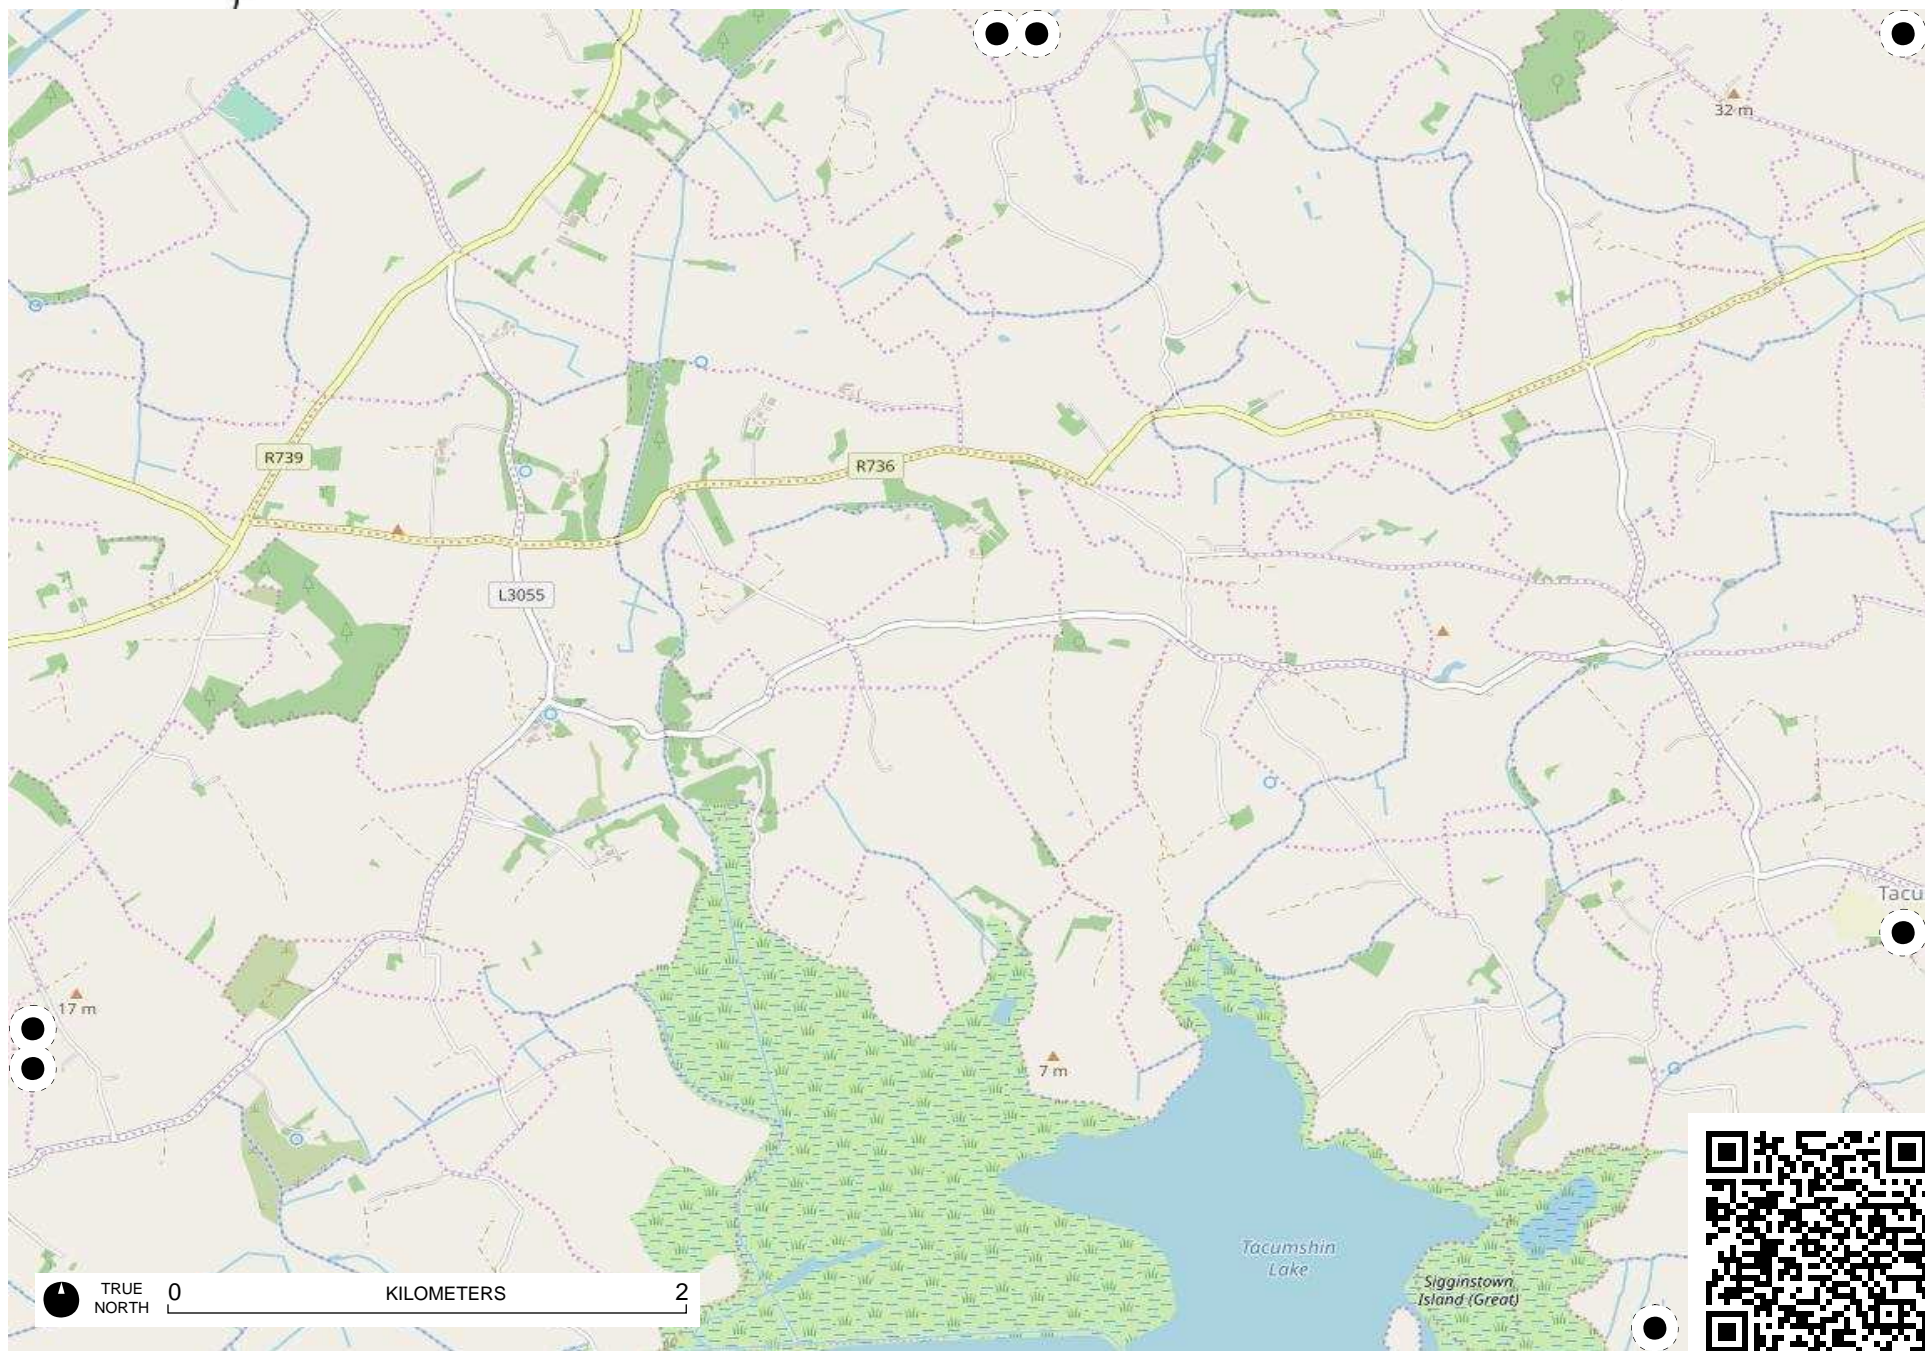 32 m
R739
R736
L3055
Tacu
17 m
7 m
Tacumshin
Lake
Sigginstown
Island (Great)
TRUE
NORTH
0
KILOMETERS
2